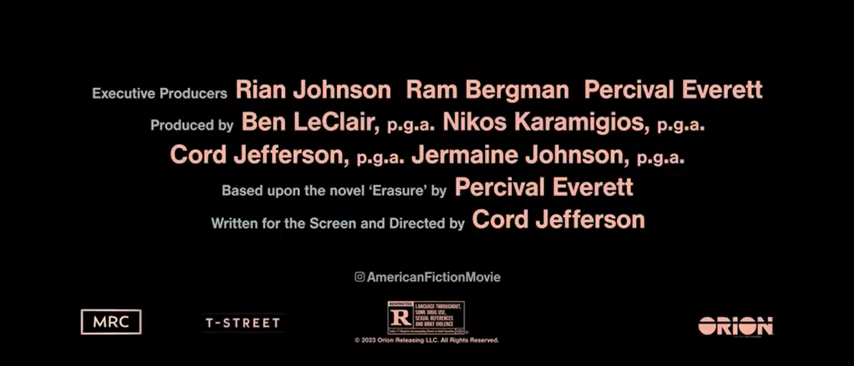 Executive Producers Rian Johnson Ram Bergman Percival Everett
Produced by Ben LeClair, p.g.a. Nikos Karamigios, p.g.a.
Cord Jefferson, p.g.a. Jermaine Johnson, p.g.a.
Based upon the novel ‘Erasure’ by Percival Everett
Written for the Screen and Directed by Cord Jefferson
AmericanFictionMovie
MRC
T-STREET
RESTRICTED
R
LANGUAGE THROUGHOUT,
SOME DRUG USE,
SEXUAL REFERENCES
AND BRIEF VIOLENCE
© 2023 Orion Releasing LLC. All Rights Reserved.
ORION